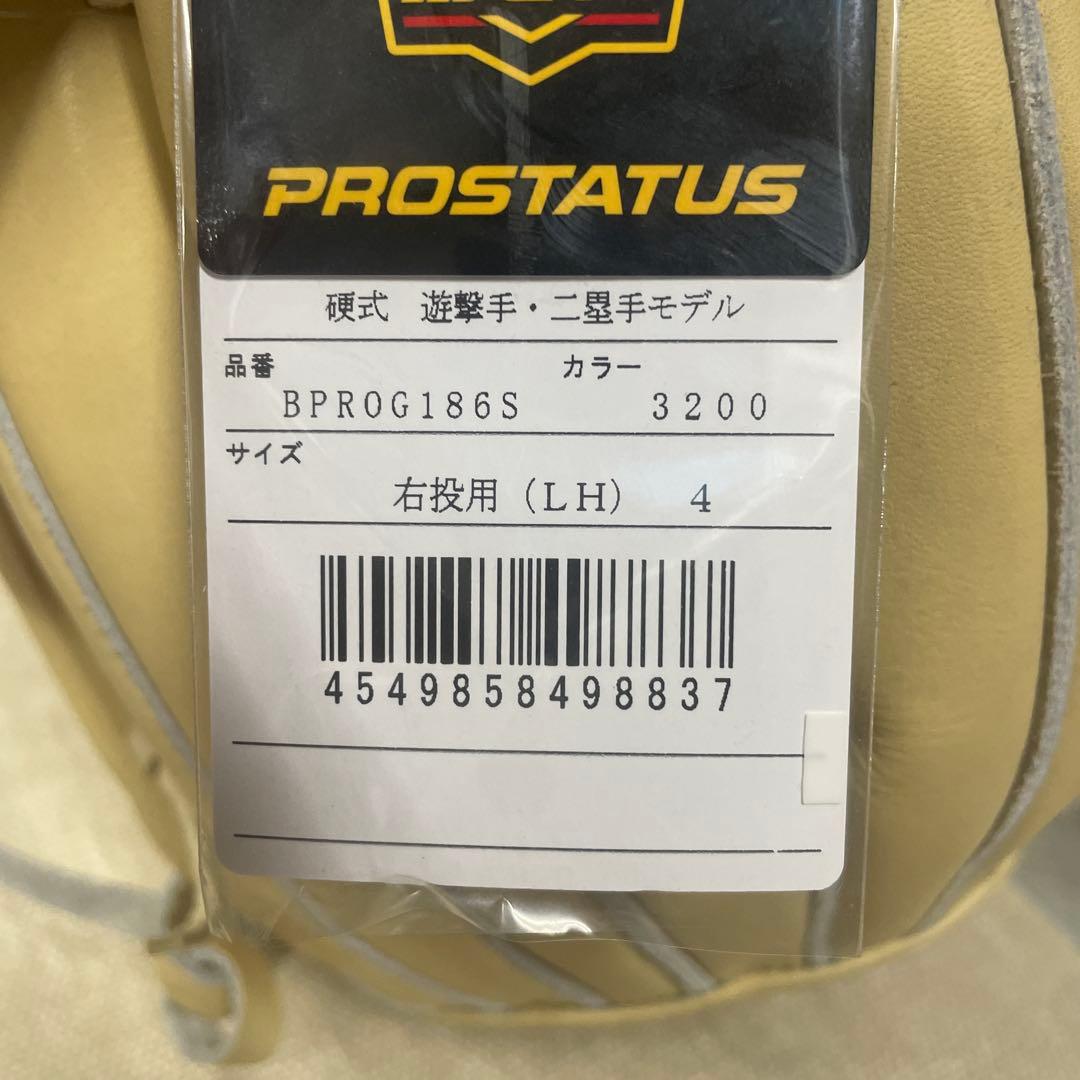 PROSTATUS
硬式 遊撃手・二塁手モデル
品番 カラー
BPROG186S 3200
サイズ
右投用(LH) 4
4549858498837